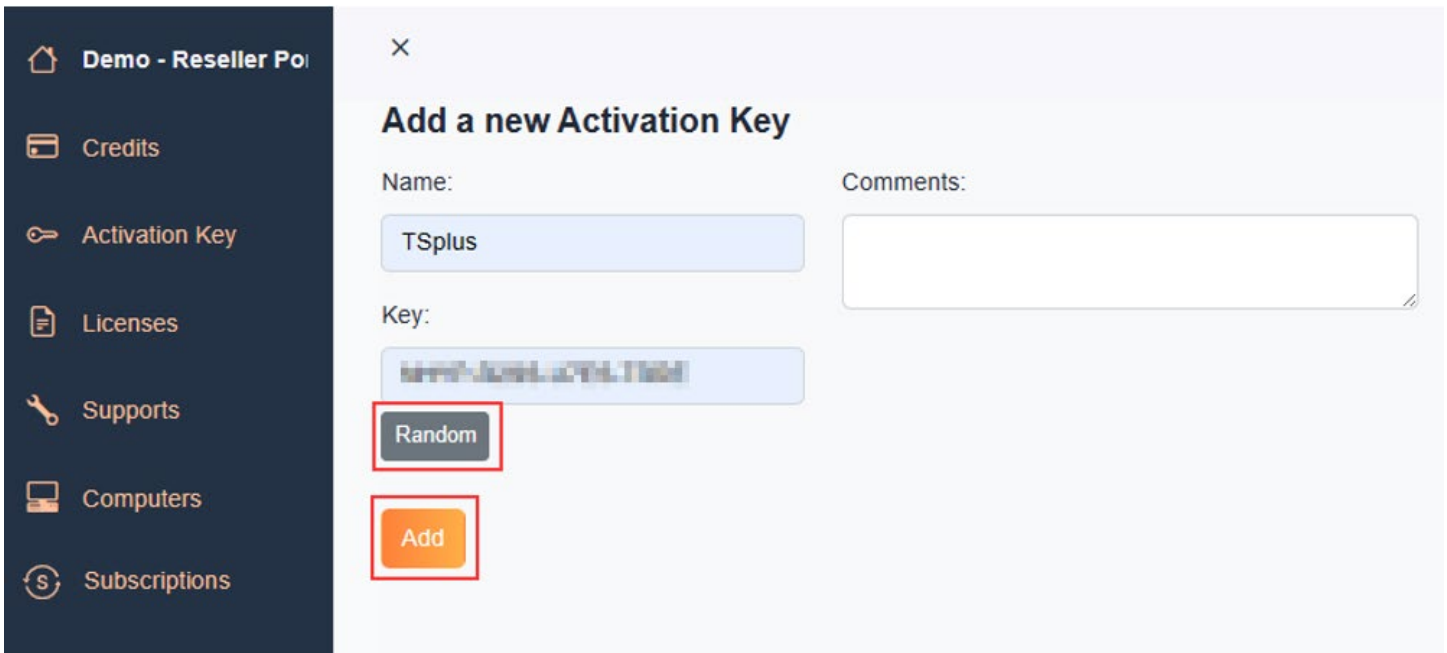 Demo - Reseller Po
Credits
Activation Key
Licenses
Supports
Computers
Subscriptions
Add a new Activation Key
Name:
TSplus
Key:
Random
Add
Comments: